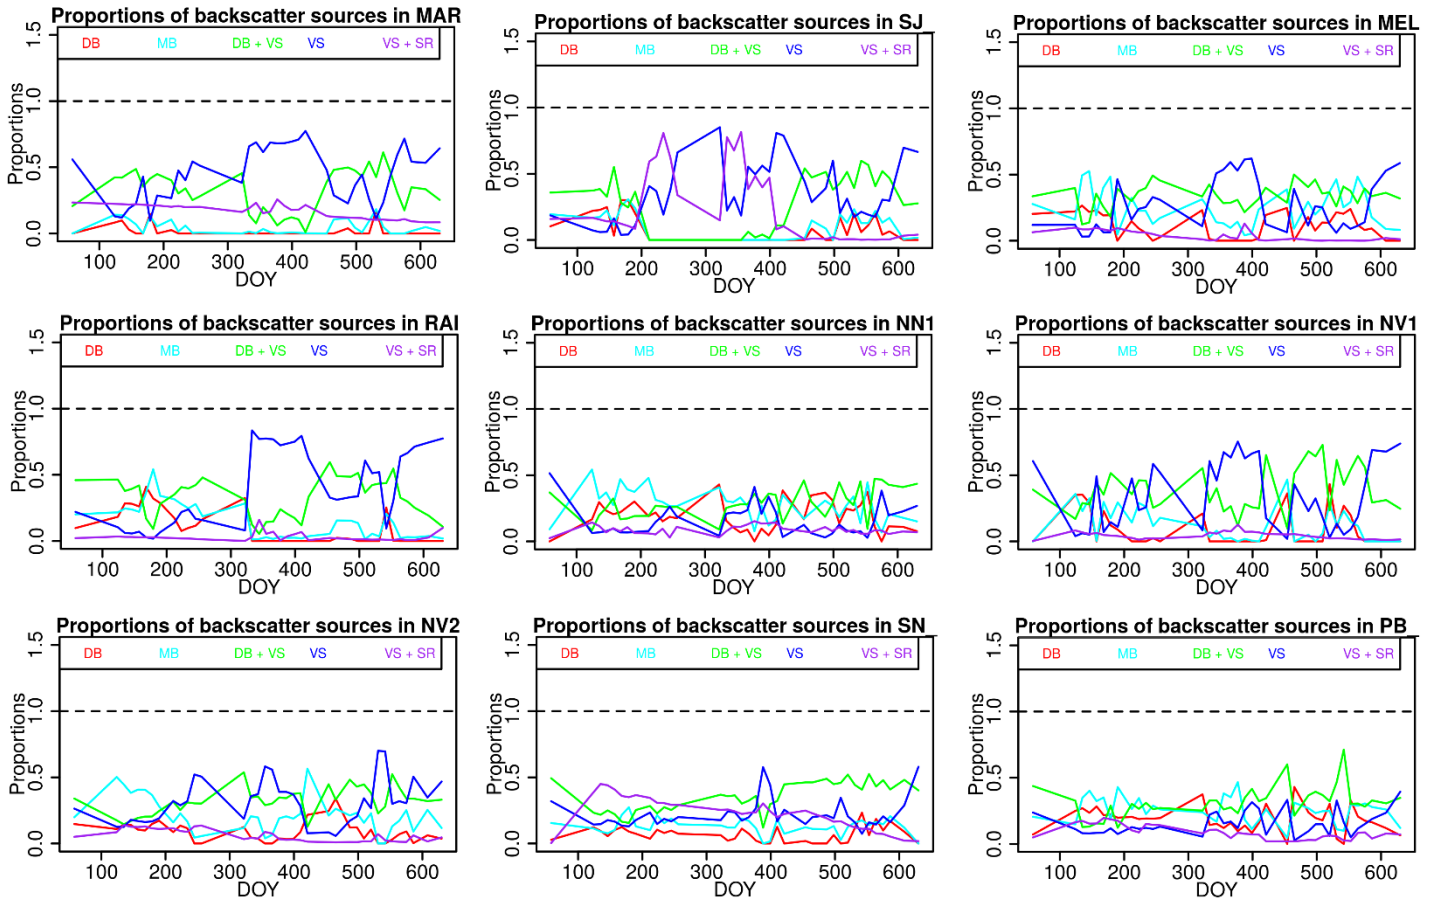 Proportions of backscatter sources in MAR
DB MB DB + VS VS VS + SR
Proportions
0.0 0.5 1.0 1.5
100 200 300 400 500 600
DOY
Proportions of backscatter sources in SJ_
DB MB DB + VS VS VS + SR
Proportions
0.0 0.5 1.0 1.5
100 200 300 400 500 600
DOY
Proportions of backscatter sources in MEL
DB MB DB + VS VS VS + SR
Proportions
0.0 0.5 1.0 1.5
100 200 300 400 500 600
DOY
Proportions of backscatter sources in RAI
DB MB DB + VS VS VS + SR
Proportions
0.0 0.5 1.0 1.5
100 200 300 400 500 600
DOY
Proportions of backscatter sources in NN1
DB MB DB + VS VS VS + SR
Proportions
0.0 0.5 1.0 1.5
100 200 300 400 500 600
DOY
Proportions of backscatter sources in NV1
DB MB DB + VS VS VS + SR
Proportions
0.0 0.5 1.0 1.5
100 200 300 400 500 600
DOY
Proportions of backscatter sources in NV2
DB MB DB + VS VS VS + SR
Proportions
0.0 0.5 1.0 1.5
100 200 300 400 500 600
DOY
Proportions of backscatter sources in SN_
DB MB DB + VS VS VS + SR
Proportions
0.0 0.5 1.0 1.5
100 200 300 400 500 600
DOY
Proportions of backscatter sources in PB_
DB MB DB + VS VS VS + SR
Proportions
0.0 0.5 1.0 1.5
100 200 300 400 500 600
DOY